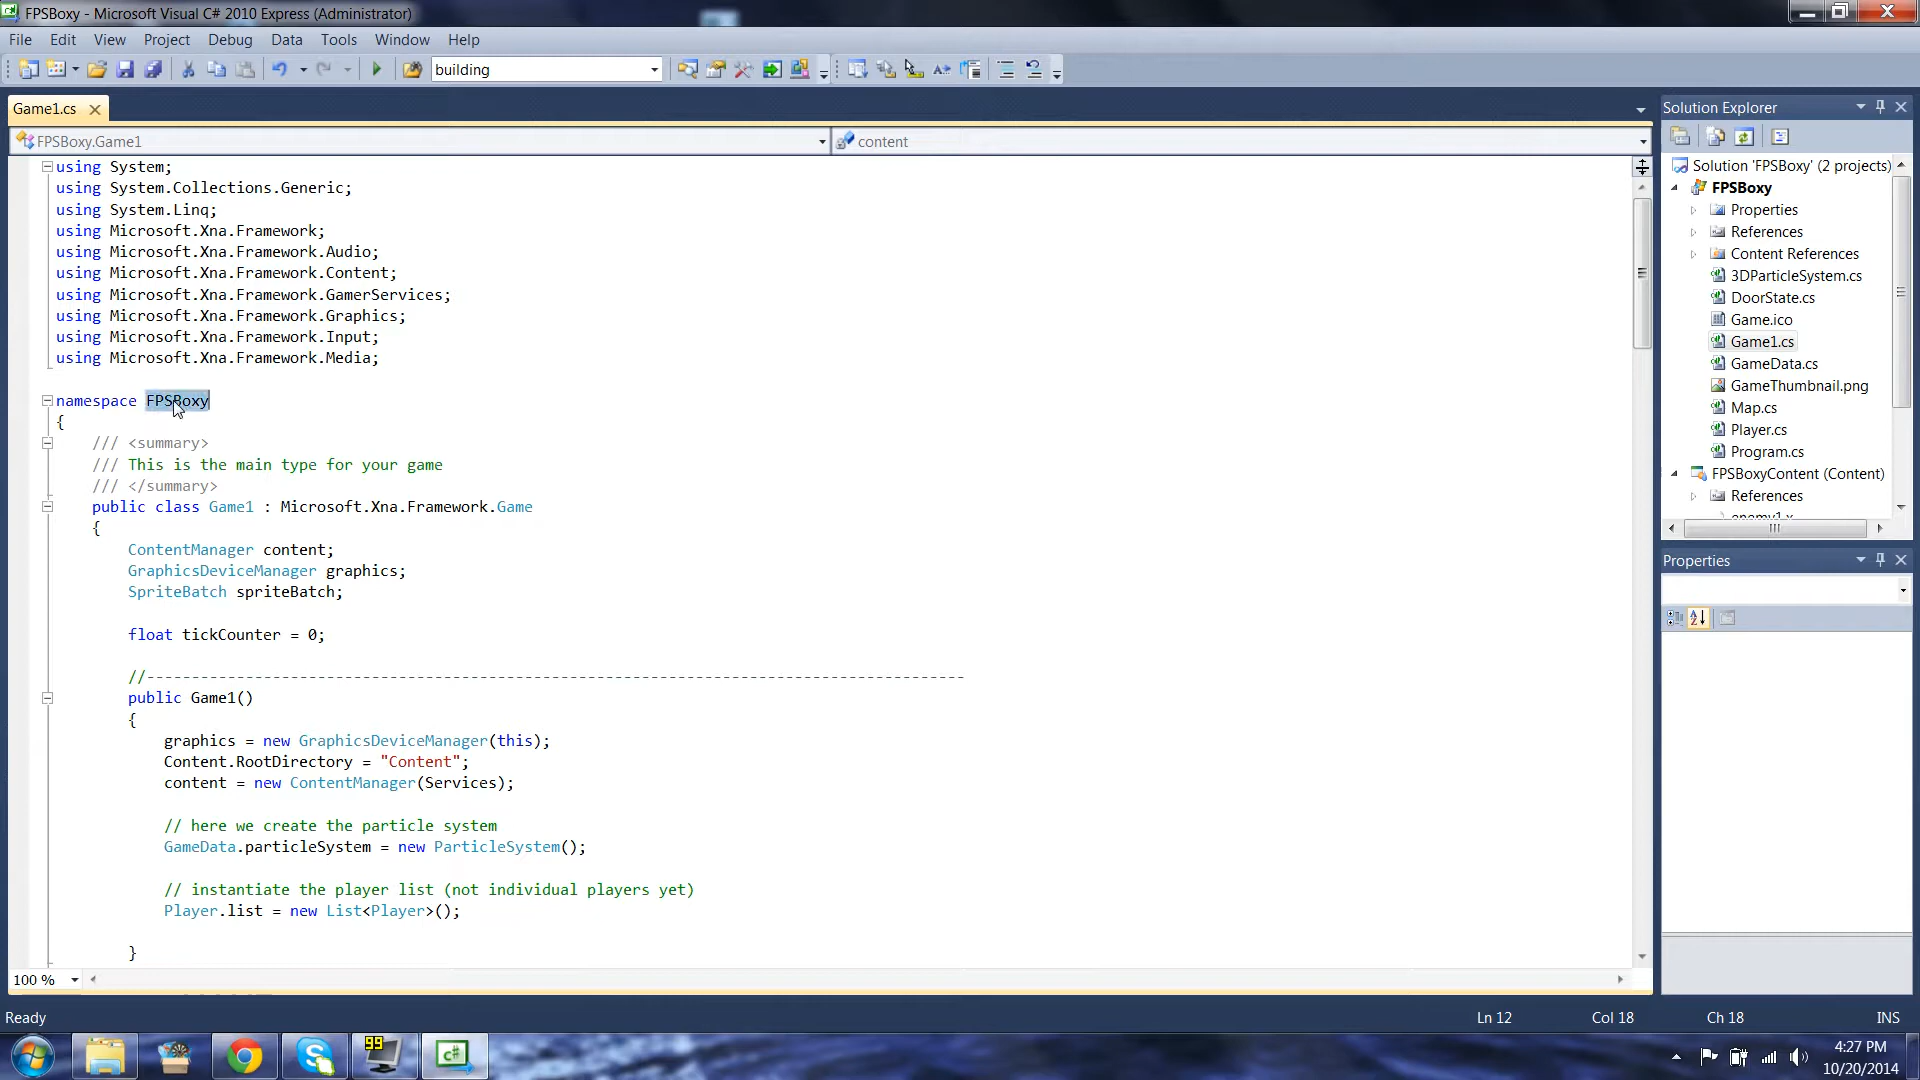 FPSBoxy - Microsoft Visual C# 2010 Express (Administrator)
File Edit View Project Debug Data Tools Window Help
building
Game1.cs
FPSBoxy.Game1 content
using System;
using System.Collections.Generic;
using System.Linq;
using Microsoft.Xna.Framework;
using Microsoft.Xna.Framework.Audio;
using Microsoft.Xna.Framework.Content;
using Microsoft.Xna.Framework.GamerServices;
using Microsoft.Xna.Framework.Graphics;
using Microsoft.Xna.Framework.Input;
using Microsoft.Xna.Framework.Media;
namespace FPSBoxy
{
/// <summary>
/// This is the main type for your game
/// </summary>
public class Game1 : Microsoft.Xna.Framework.Game
{
ContentManager content;
GraphicsDeviceManager graphics;
SpriteBatch spriteBatch;
float tickCounter = 0;
//-------------------------------------------------------------------------------------------
public Game1()
{
graphics = new GraphicsDeviceManager(this);
Content.RootDirectory = "Content";
content = new ContentManager(Services);
// here we create the particle system
GameData.particleSystem = new ParticleSystem();
// instantiate the player list (not individual players yet)
Player.list = new List<Player>();
}
100 %
Solution Explorer
Solution 'FPSBoxy' (2 projects)
FPSBoxy
Properties
References
Content References
3DParticleSystem.cs
DoorState.cs
Game.ico
Game1.cs
GameData.cs
GameThumbnail.png
Map.cs
Player.cs
Program.cs
FPSBoxyContent (Content)
References
enemy1.x
Properties
Ready Ln 12 Col 18 Ch 18 INS
99
4:27 PM
10/20/2014